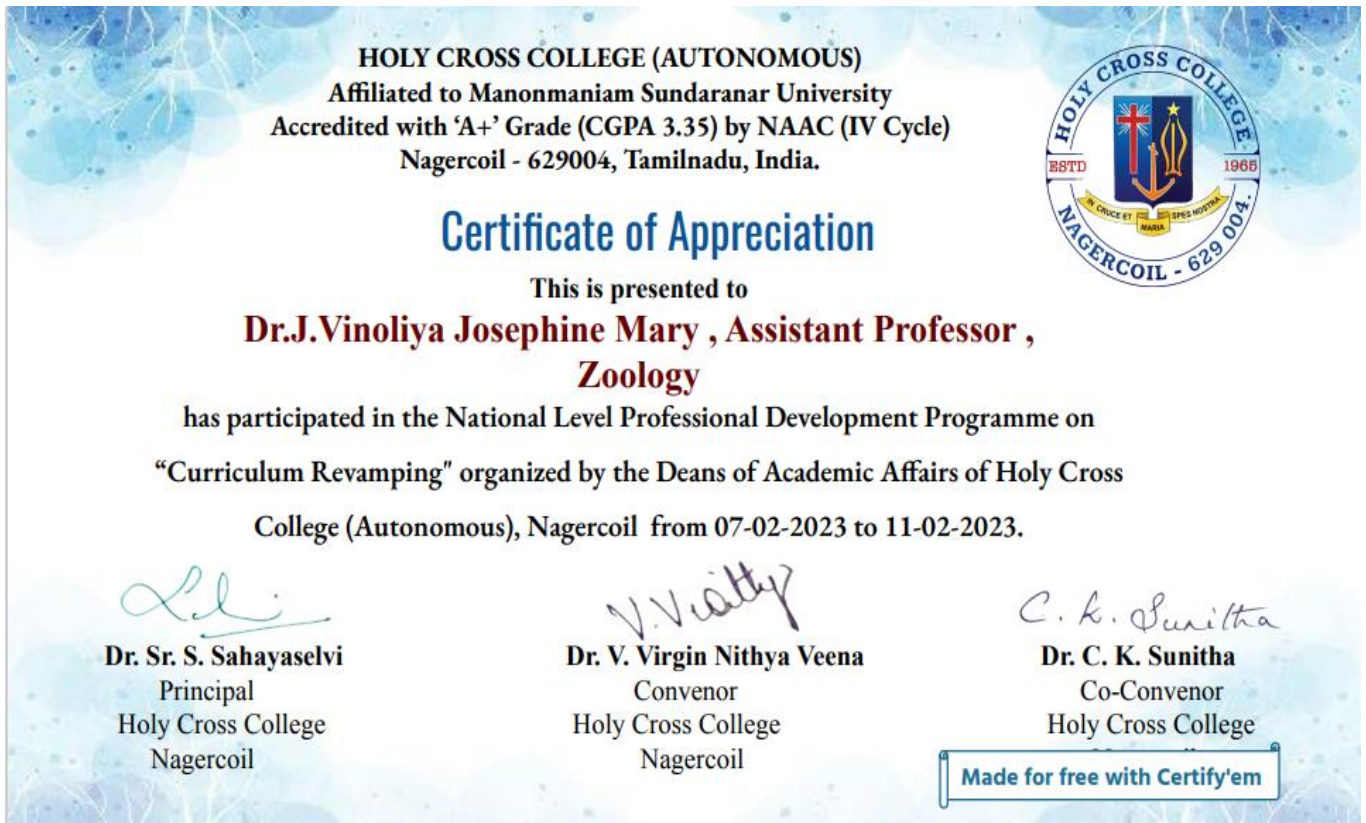 HOLY CROSS COLLEGE (AUTONOMOUS)
Affiliated to Manonmaniam Sundaranar University
Accredited with ‘A+’ Grade (CGPA 3.35) by NAAC (IV Cycle)
Nagercoil - 629004, Tamilnadu, India.
HOLY CROSS COLLEGE
ESTD 1965
IN CRUCE ET MARIA SPES NOSTRA
NAGERCOIL - 629 004.
Certificate of Appreciation
This is presented to
Dr.J.Vinoliya Josephine Mary , Assistant Professor ,
Zoology
has participated in the National Level Professional Development Programme on
“Curriculum Revamping" organized by the Deans of Academic Affairs of Holy Cross
College (Autonomous), Nagercoil from 07-02-2023 to 11-02-2023.
C. K. Sunitha
Dr. Sr. S. Sahayaselvi Dr. V. Virgin Nithya Veena Dr. C. K. Sunitha
Principal Convenor Co-Convenor
Holy Cross College Holy Cross College Holy Cross College
Nagercoil Nagercoil
Made for free with Certify'em